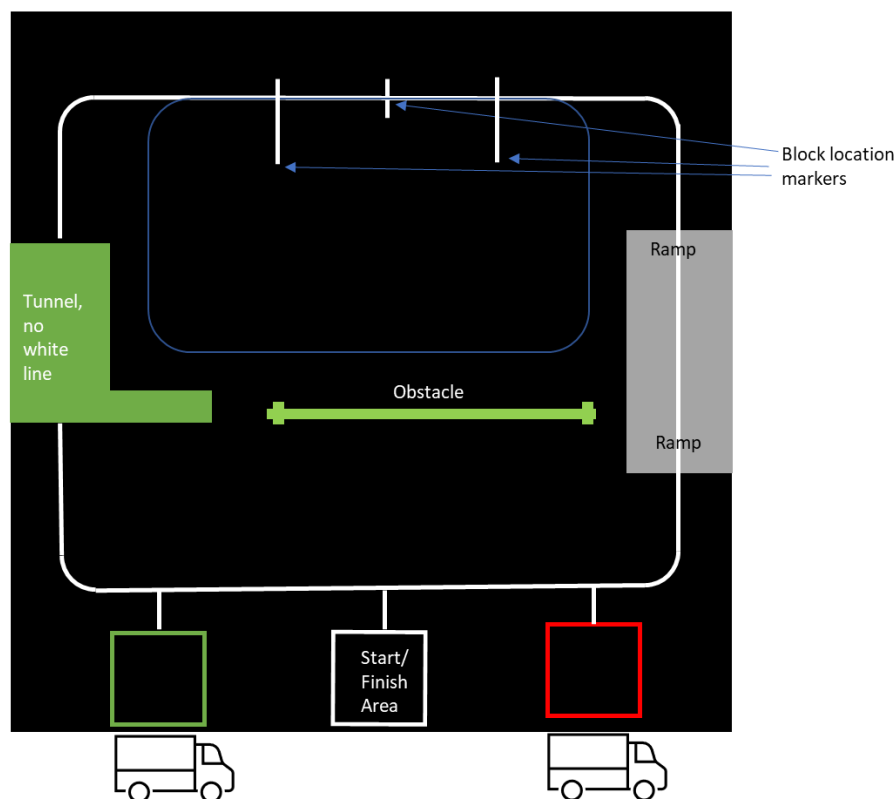 Block location
markers
Ramp
Tunnel,
no
white
line
Obstacle
Ramp
Start/
Finish
Area